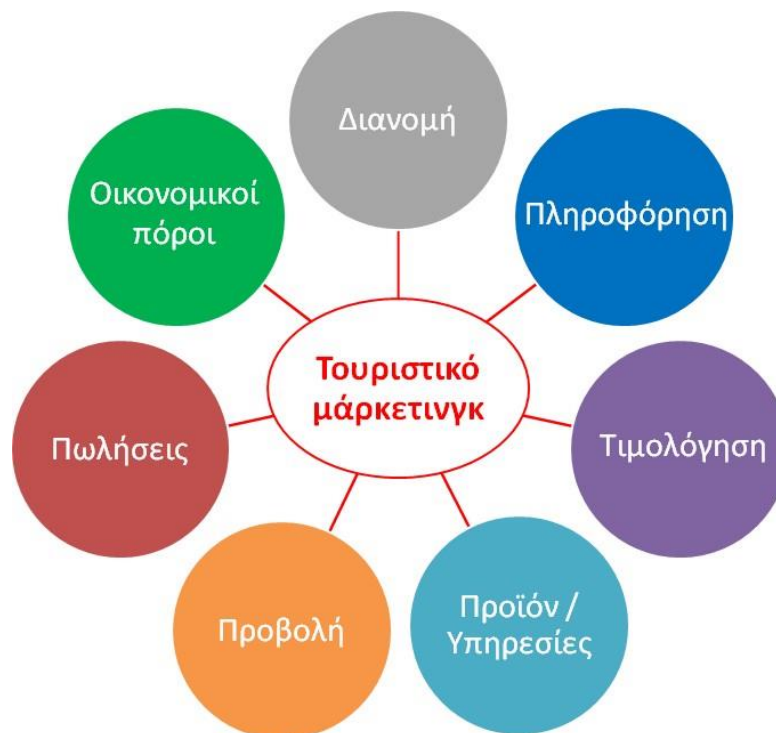 Διανομή
Πληροφόρηση
Τιμολόγηση
Προϊόν /
Υπηρεσίες
Προβολή
Πωλήσεις
Οικονομικοί
πόροι
Τουριστικό
μάρκετινγκ